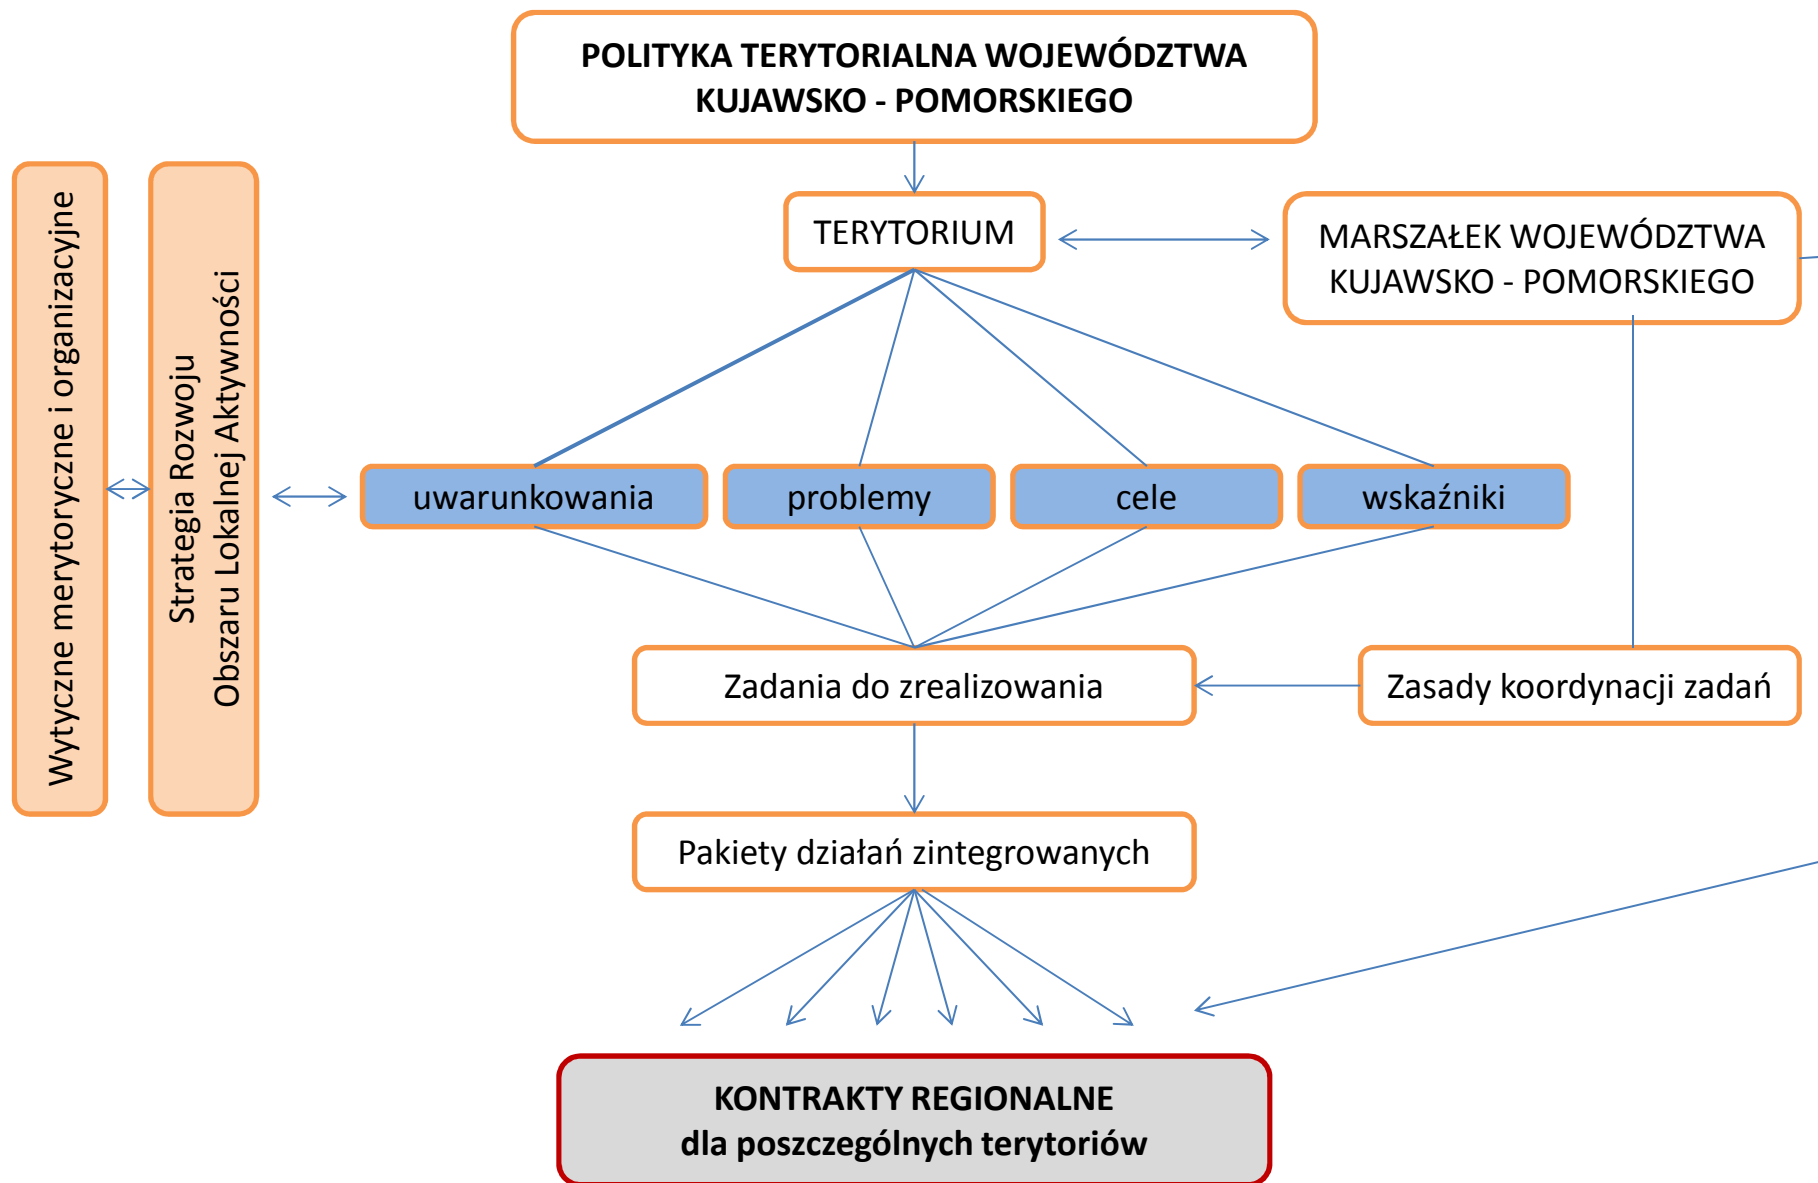 POLITYKA TERYTORIALNA WOJEWÓDZTWA
KUJAWSKO - POMORSKIEGO
TERYTORIUM
MARSZAŁEK WOJEWÓDZTWA
KUJAWSKO - POMORSKIEGO
Wytyczne merytoryczne i organizacyjne
Strategia Rozwoju
Obszaru Lokalnej Aktywności
uwarunkowania
problemy
cele
wskaźniki
Zadania do zrealizowania
Zasady koordynacji zadań
Pakiety działań zintegrowanych
KONTRAKTY REGIONALNE
dla poszczególnych terytoriów